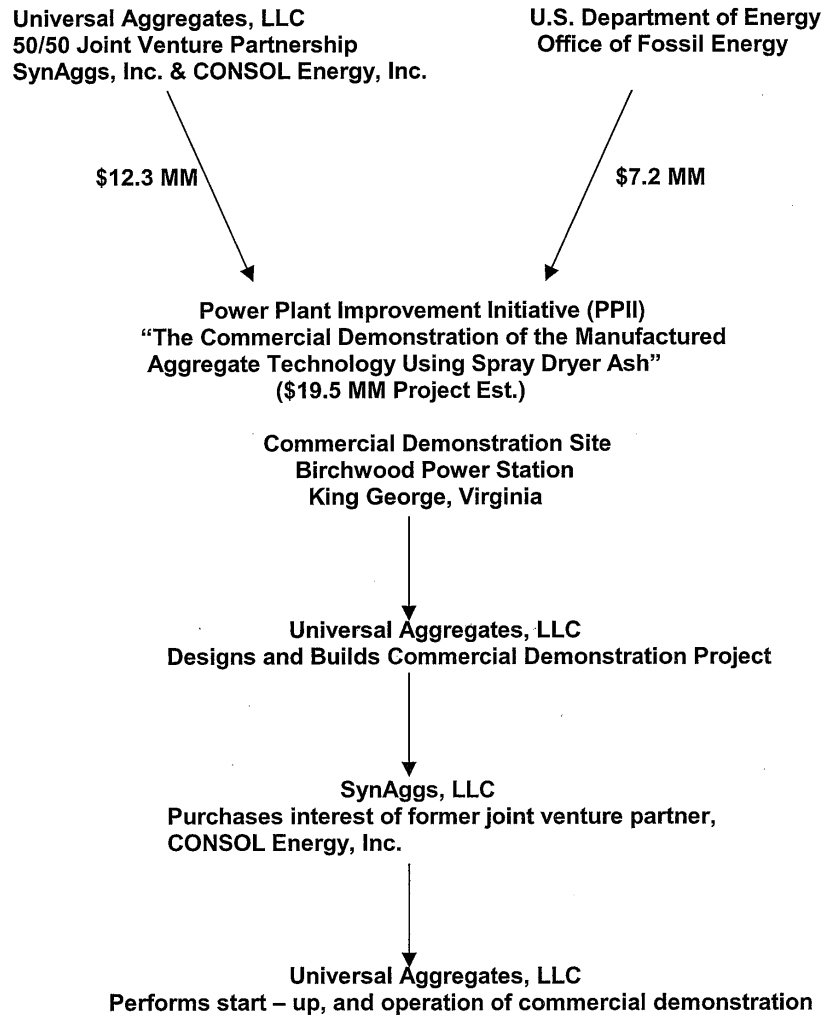 Universal Aggregates, LLC
50/50 Joint Venture Partnership
SynAggs, Inc. & CONSOL Energy, Inc.
U.S. Department of Energy
Office of Fossil Energy
$12.3 MM
$7.2 MM
Power Plant Improvement Initiative (PPII)
“The Commercial Demonstration of the Manufactured
Aggregate Technology Using Spray Dryer Ash”
($19.5 MM Project Est.)
Commercial Demonstration Site
Birchwood Power Station
King George, Virginia
Universal Aggregates, LLC
Designs and Builds Commercial Demonstration Project
SynAggs, LLC
Purchases interest of former joint venture partner,
CONSOL Energy, Inc.
Universal Aggregates, LLC
Performs start – up, and operation of commercial demonstration